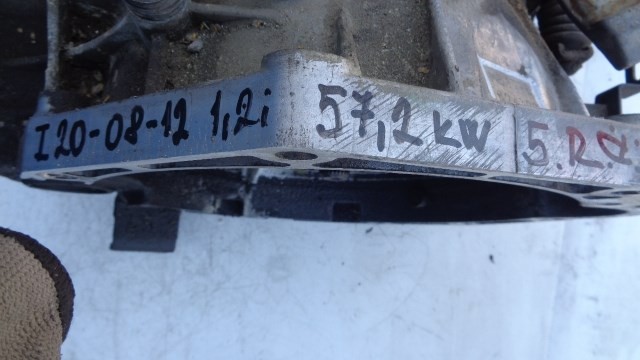 I20-08-12 1,2i 57,2 kW 5.R.